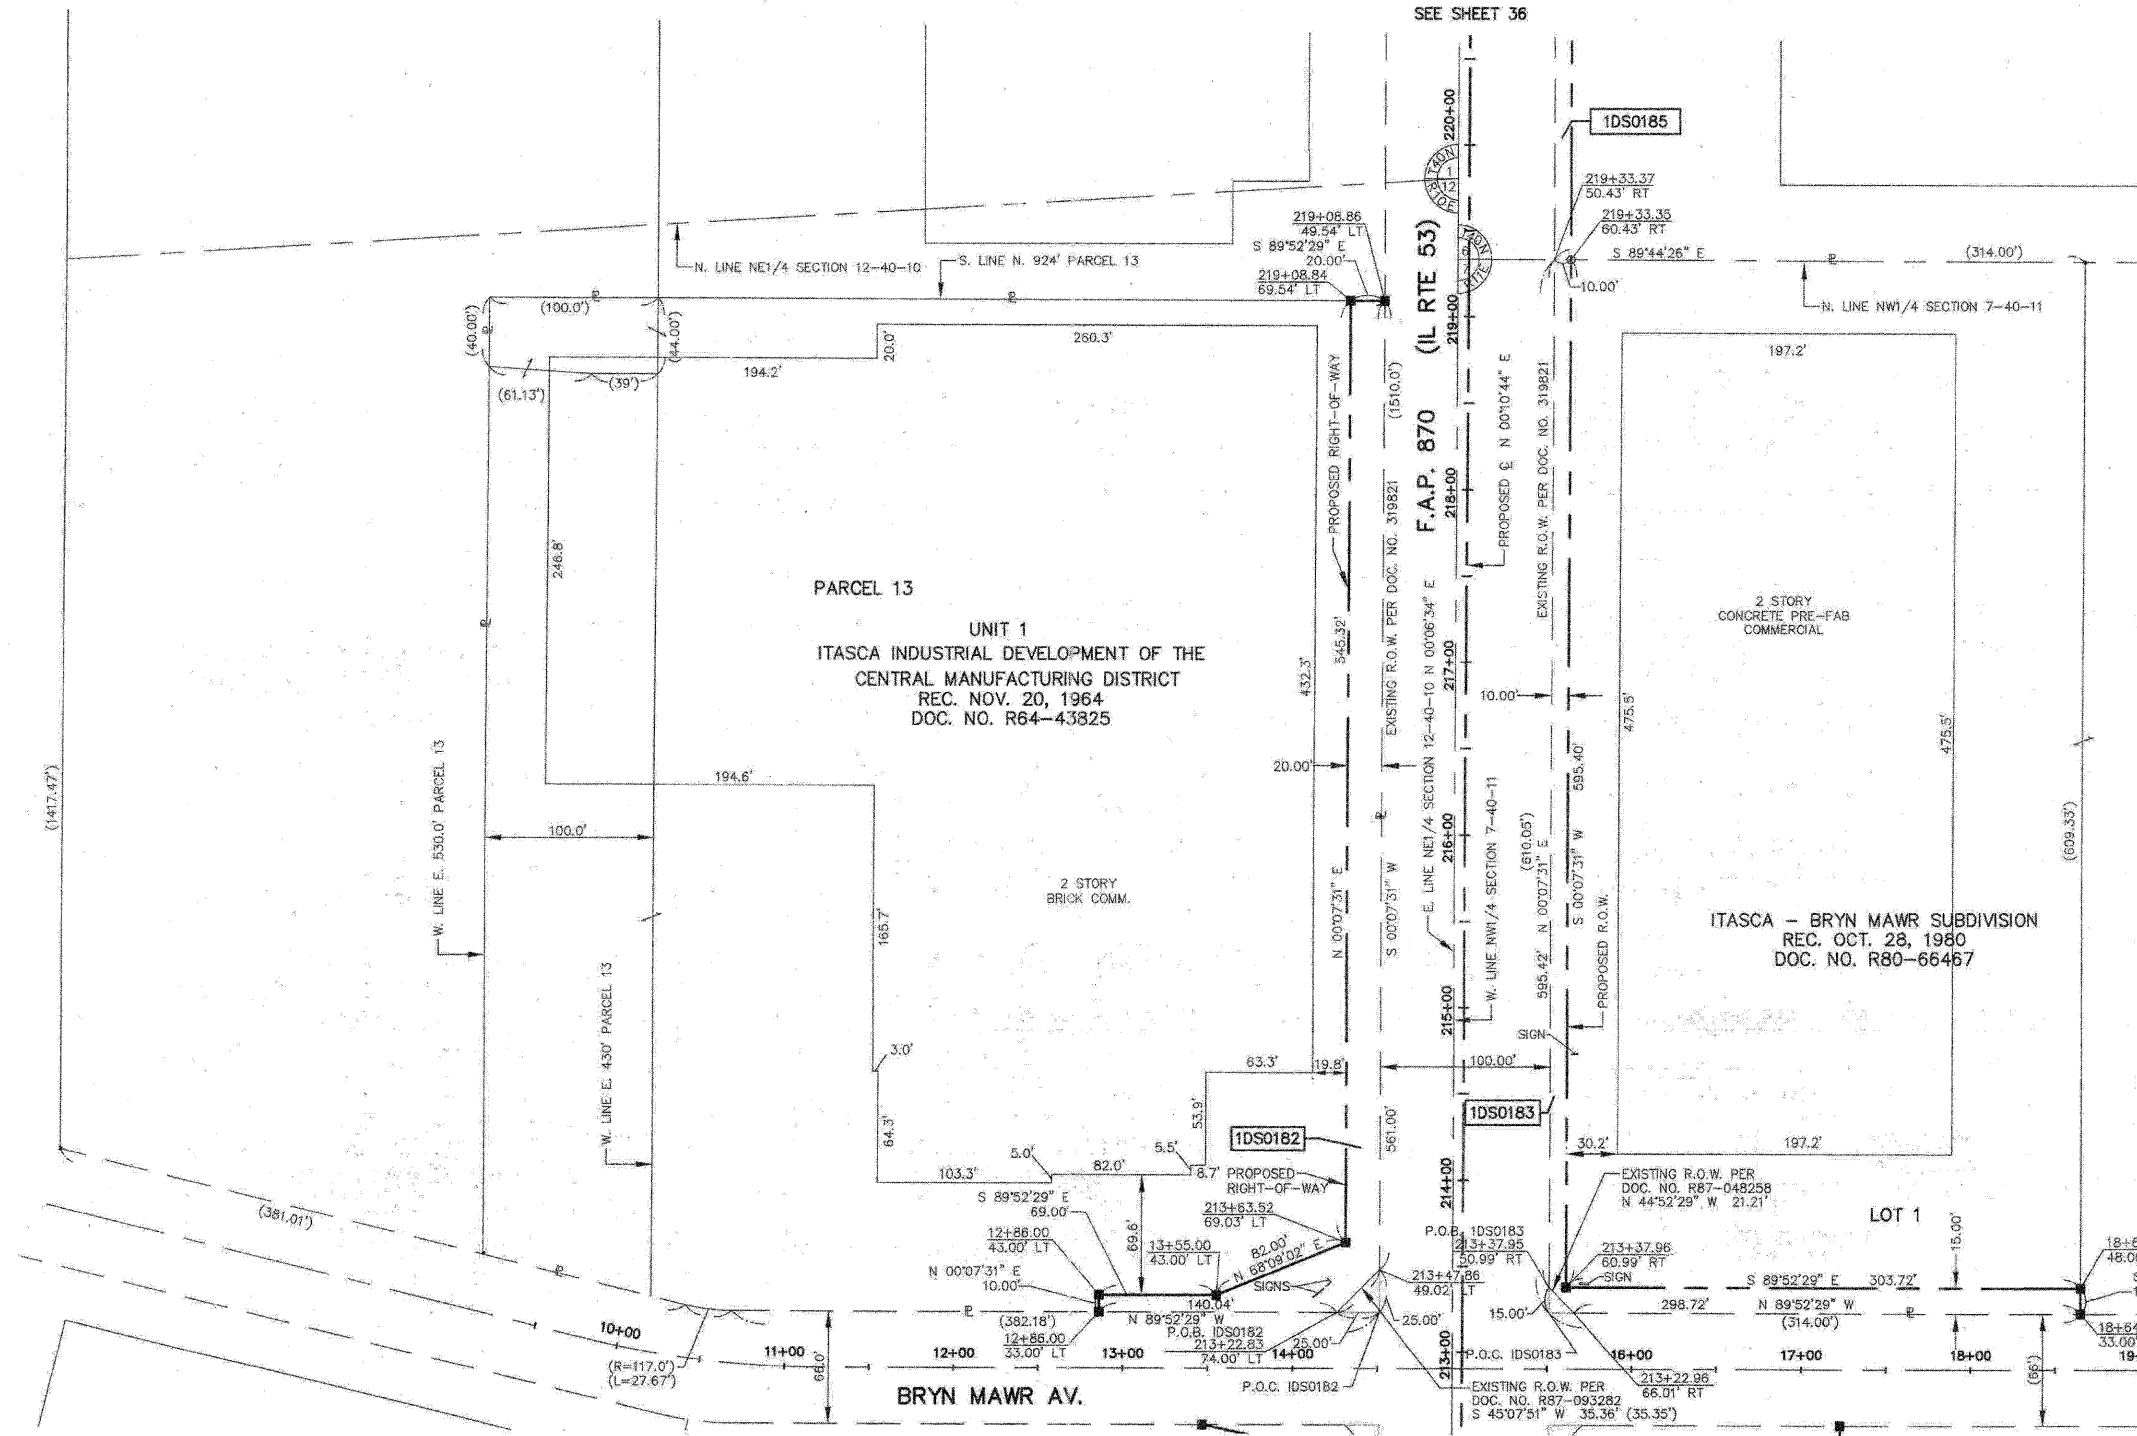 SEE SHEET 36
1DS0185
220+00
T40N
1
12
R10E
T40N
6
7
R11E
219+33.37
50.43' RT
219+33.35
60.43' RT
S 89°44'26" E
(314.00')
10.00'
N. LINE NW1/4 SECTION 7-40-11
219+08.86
49.54' LT
S 89°52'29" E
20.00'
219+08.84
69.54' LT
N. LINE NE1/4 SECTION 12-40-10
S. LINE N. 924' PARCEL 13
(100.0')
(40.00')
(44.00')
(61.13')
(39')
194.2'
20.0'
260.3'
246.8'
PROPOSED RIGHT-OF-WAY
(1510.0')
F.A.P. 870 (IL RTE 53)
219+00
218+00
PROPOSED ℄ N 00°10'44" E
EXISTING R.O.W. PER DOC. NO. 319821
EXISTING R.O.W. PER DOC. NO. 319821
197.2'
PARCEL 13
UNIT 1
ITASCA INDUSTRIAL DEVELOPMENT OF THE
CENTRAL MANUFACTURING DISTRICT
REC. NOV. 20, 1964
DOC. NO. R64-43825
2 STORY
CONCRETE PRE-FAB
COMMERCIAL
545.32'
432.3'
217+00
E. LINE NE1/4 SECTION 12-40-10 N 00°06'34" E
10.00'
475.5'
475.5'
20.00'
194.6'
100.0'
(1417.47')
W. LINE E. 530.0' PARCEL 13
W. LINE E. 430' PARCEL 13
2 STORY
BRICK COMM.
165.7'
N 00°07'31" E
S 00°07'31" W
216+00
W. LINE NW1/4 SECTION 7-40-11
(610.05')
595.42' N 00°07'31" E
S 00°07'31" W 595.40'
PROPOSED R.O.W.
(609.33')
ITASCA - BRYN MAWR SUBDIVISION
REC. OCT. 28, 1980
DOC. NO. R80-66467
215+00
SIGN
3.0'
63.3'
19.8'
100.00'
53.9'
64.3'
1DS0182
1DS0183
561.00'
30.2'
197.2'
5.0'
82.0'
5.5'
8.7'
103.3'
PROPOSED
RIGHT-OF-WAY
214+00
EXISTING R.O.W. PER
DOC. NO. R87-048258
N 44°52'29" W 21.21'
LOT 1
15.00'
S 89°52'29" E
69.00'
69.6'
213+63.52
69.03' LT
P.O.B. 1DS0183
213+37.95
50.99' RT
213+37.96
60.99' RT
SIGN
12+86.00
43.00' LT
13+55.00
43.00' LT
82.00'
N 68°09'02" E
SIGNS
213+47.86
49.02' LT
S 89°52'29" E 303.72'
(381.01')
N 00°07'31" E
10.00'
140.04'
(382.18')
N 89°52'29" W
P.O.B. 1DS0182
25.00'
15.00'
298.72'
N 89°52'29" W
(314.00')
12+86.00
33.00' LT
213+22.83
74.00' LT
25.00'
10+00
11+00
12+00
13+00
14+00
213+00
16+00
17+00
18+00
(R=117.0')
(L=27.67')
66.0'
P.O.C. 1DS0182
P.O.C. 1DS0183
213+22.96
66.01' RT
(66')
BRYN MAWR AV.
EXISTING R.O.W. PER
DOC. NO. R87-093282
S 45°07'51" W 35.36' (35.35')